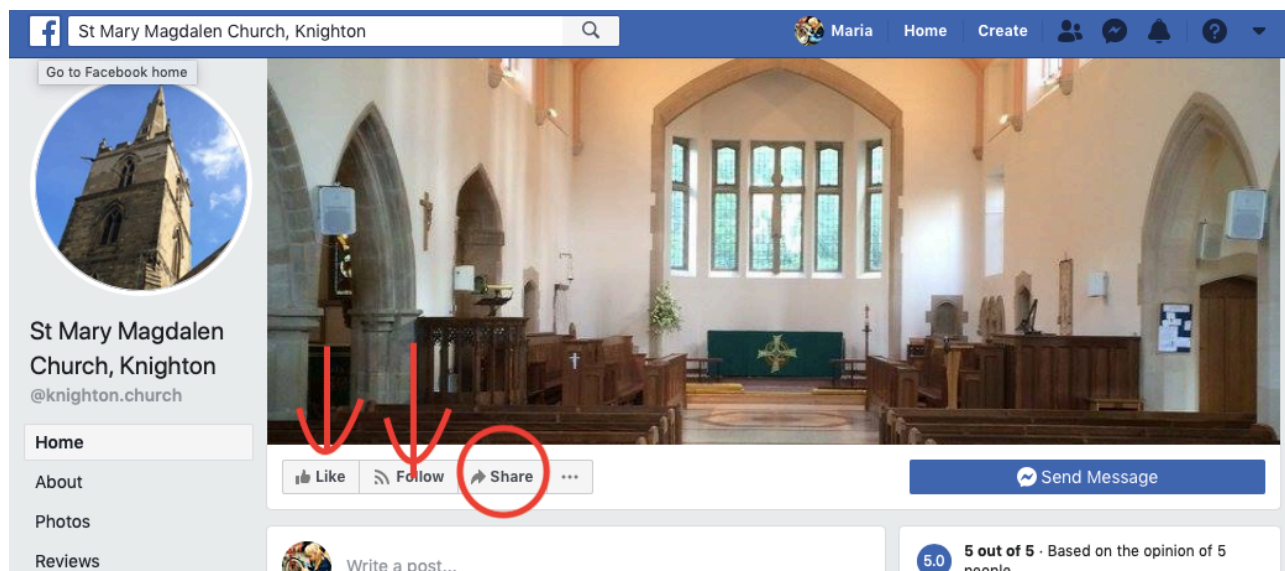 St Mary Magdalen Church, Knighton
Maria
Home
Create
Go to Facebook home
St Mary Magdalen
Church, Knighton
@knighton.church
Home
About
Photos
Reviews
Like
Follow
Share
Send Message
Write a post...
5.0
5 out of 5 · Based on the opinion of 5
people